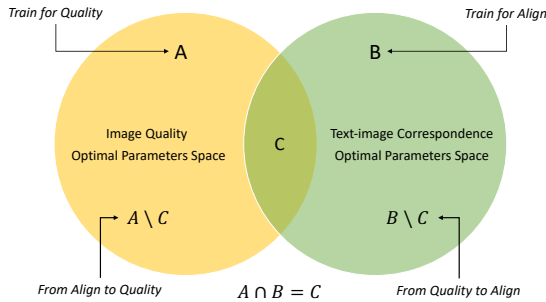 Train for Quality
Train for Align
A
B
Image Quality
Optimal Parameters Space
C
Text-image Correspondence
Optimal Parameters Space
A \ C
B \ C
From Align to Quality
A ∩ B = C
From Quality to Align